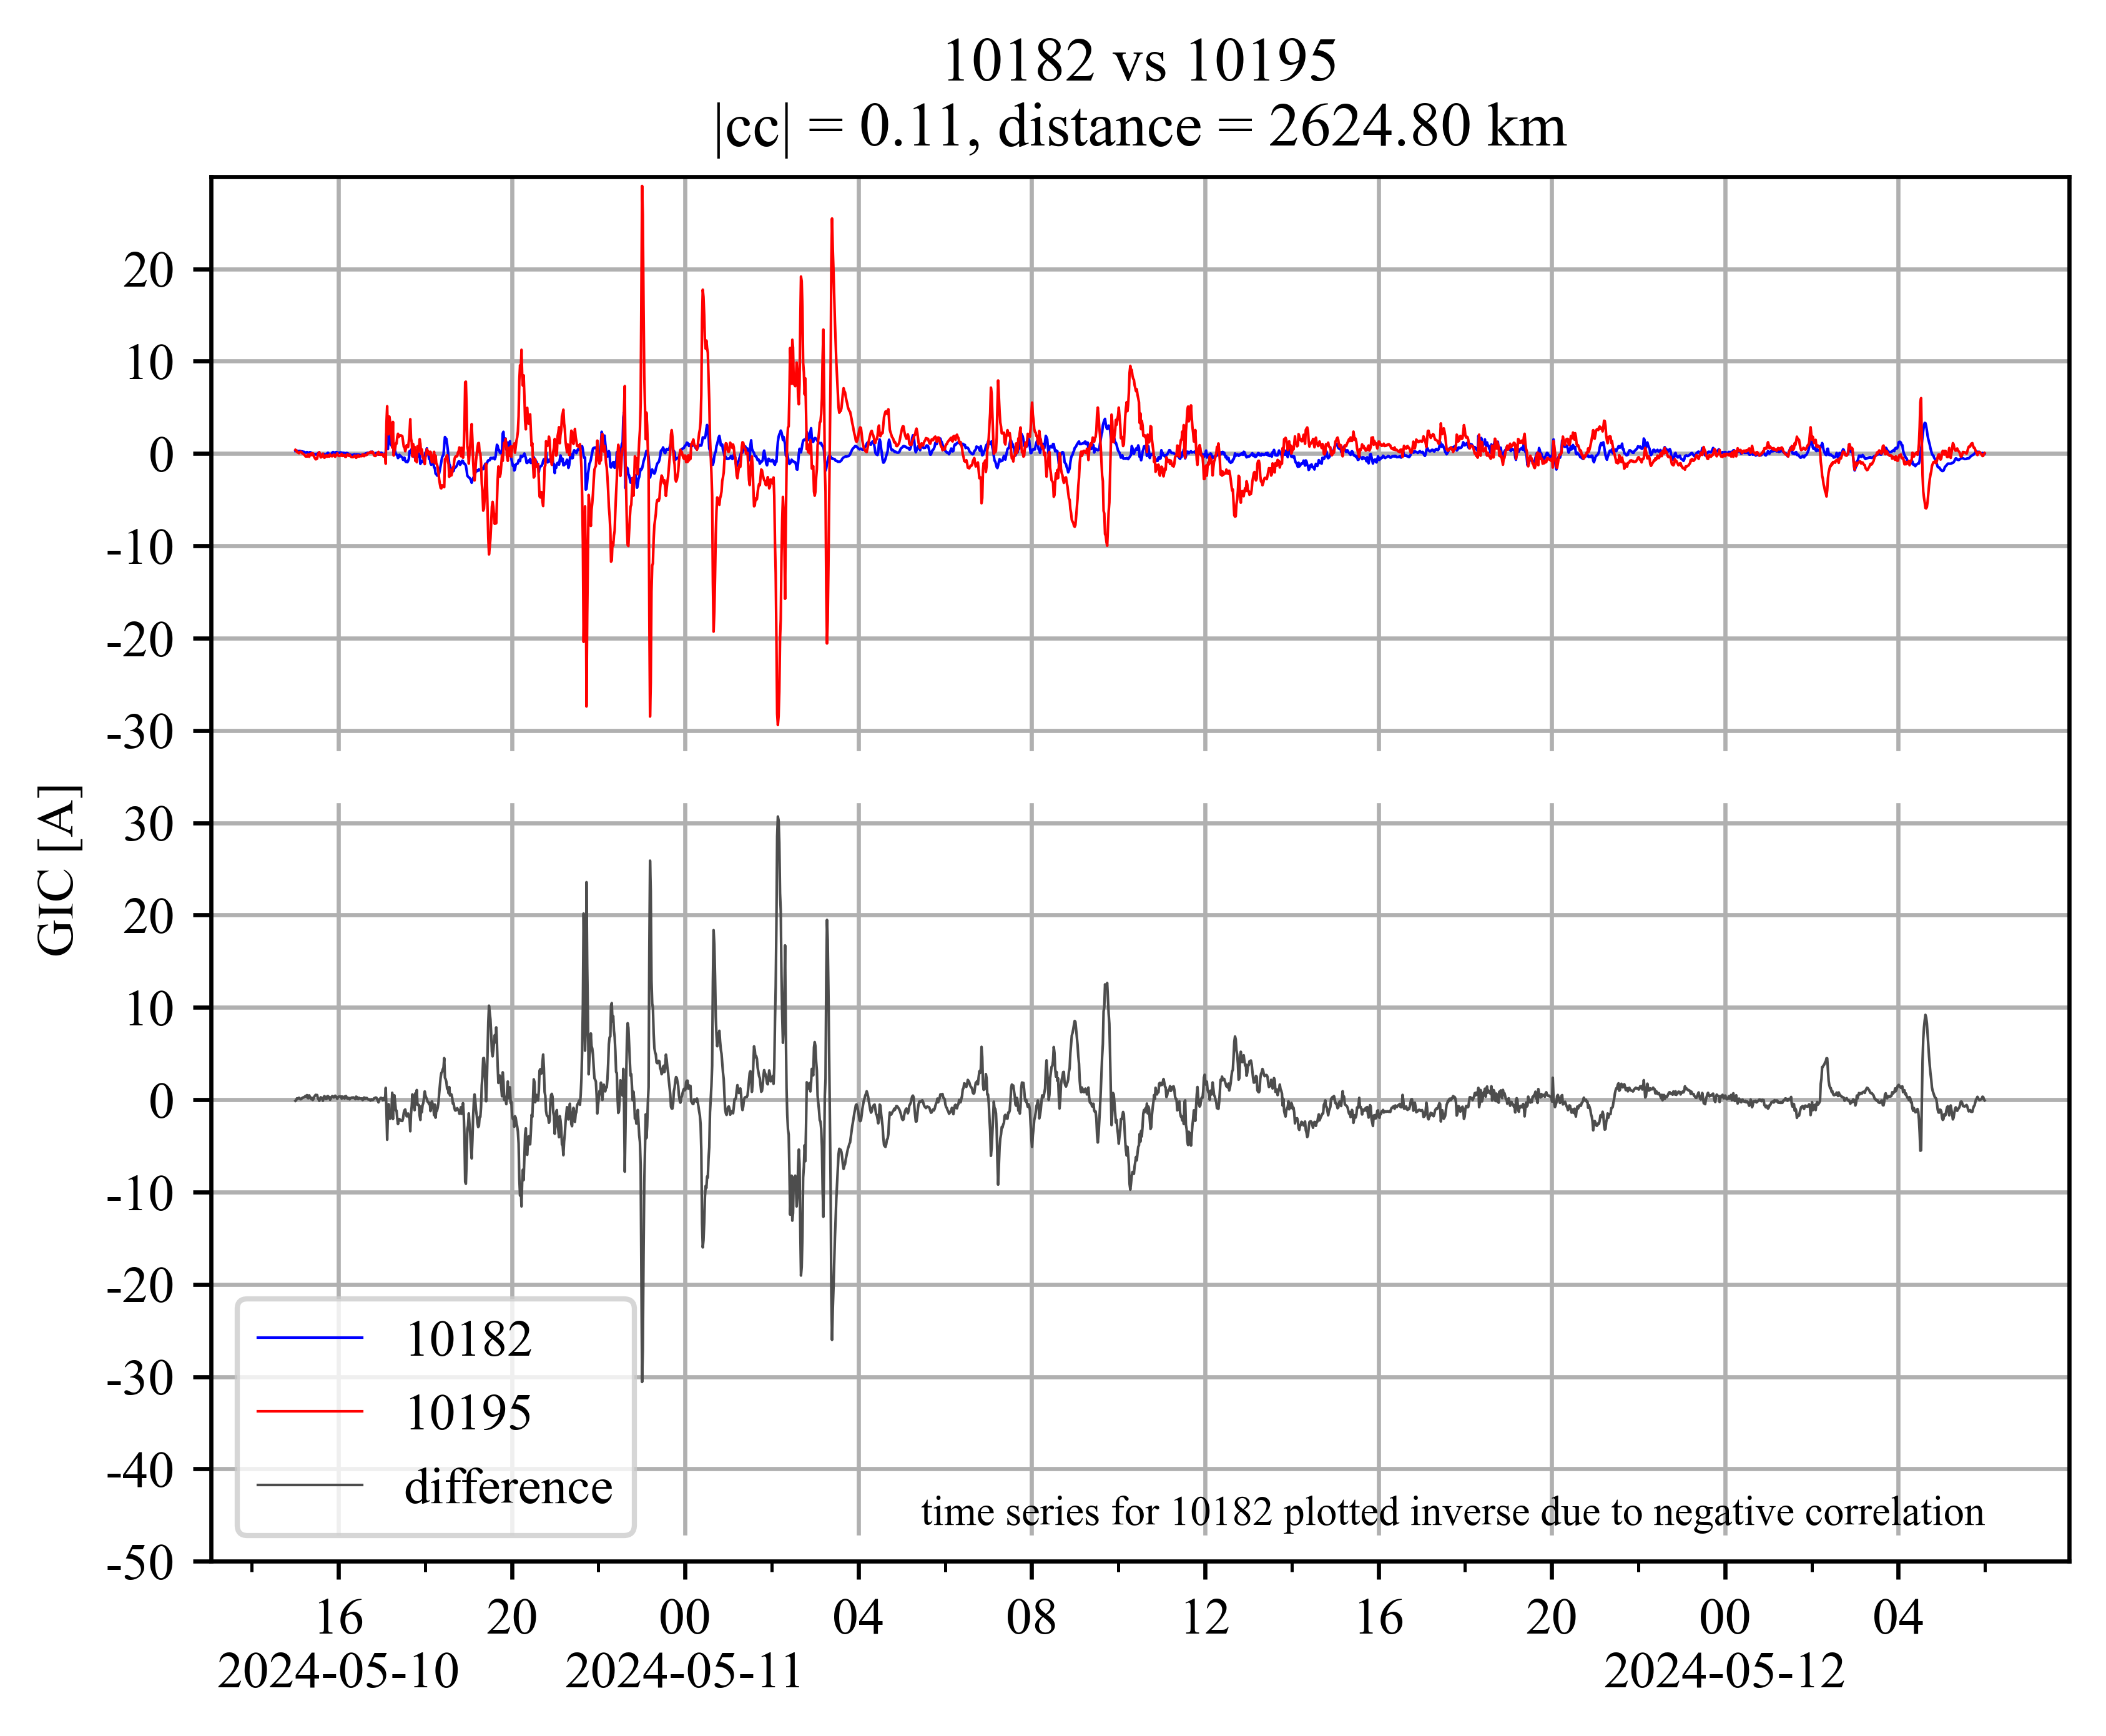 10182 vs 10195
|cc| = 0.11, distance = 2624.80 km
GIC [A]
20
10
0
-10
-20
-30
30
20
10
0
-10
-20
-30
-40
-50
10182
10195
difference
time series for 10182 plotted inverse due to negative correlation
16 20 00 04 08 12 16 20 00 04
2024-05-10 2024-05-11 2024-05-12